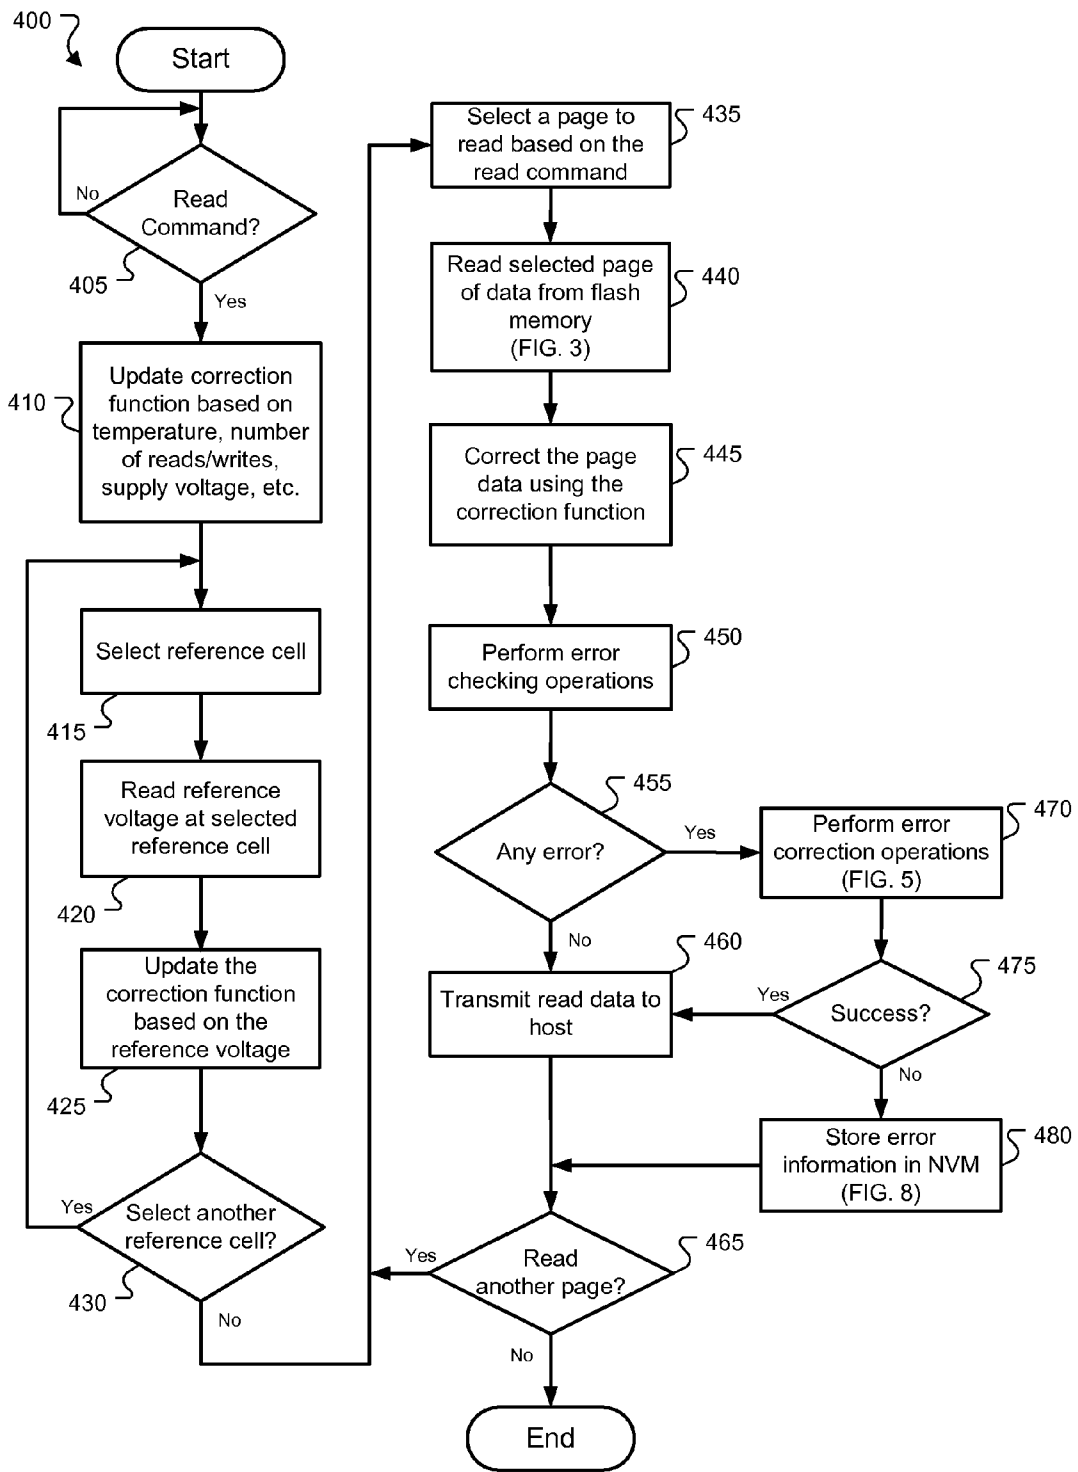 400
Start
Read
Command?
No
405
Yes
410
Update correction
function based on
temperature, number
of reads/writes,
supply voltage, etc.
Select reference cell
415
Read reference
voltage at selected
reference cell
420
Update the
correction function
based on the
reference voltage
425
Yes
Select another
reference cell?
430
No
Select a page to
read based on the
read command
435
Read selected page
of data from flash
memory
(FIG. 3)
440
Correct the page
data using the
correction function
445
Perform error
checking operations
450
455
Any error?
Yes
No
Perform error
correction operations
(FIG. 5)
470
460
Transmit read data to
host
475
Yes
Success?
No
Store error
information in NVM
(FIG. 8)
480
465
Yes
Read
another page?
No
End